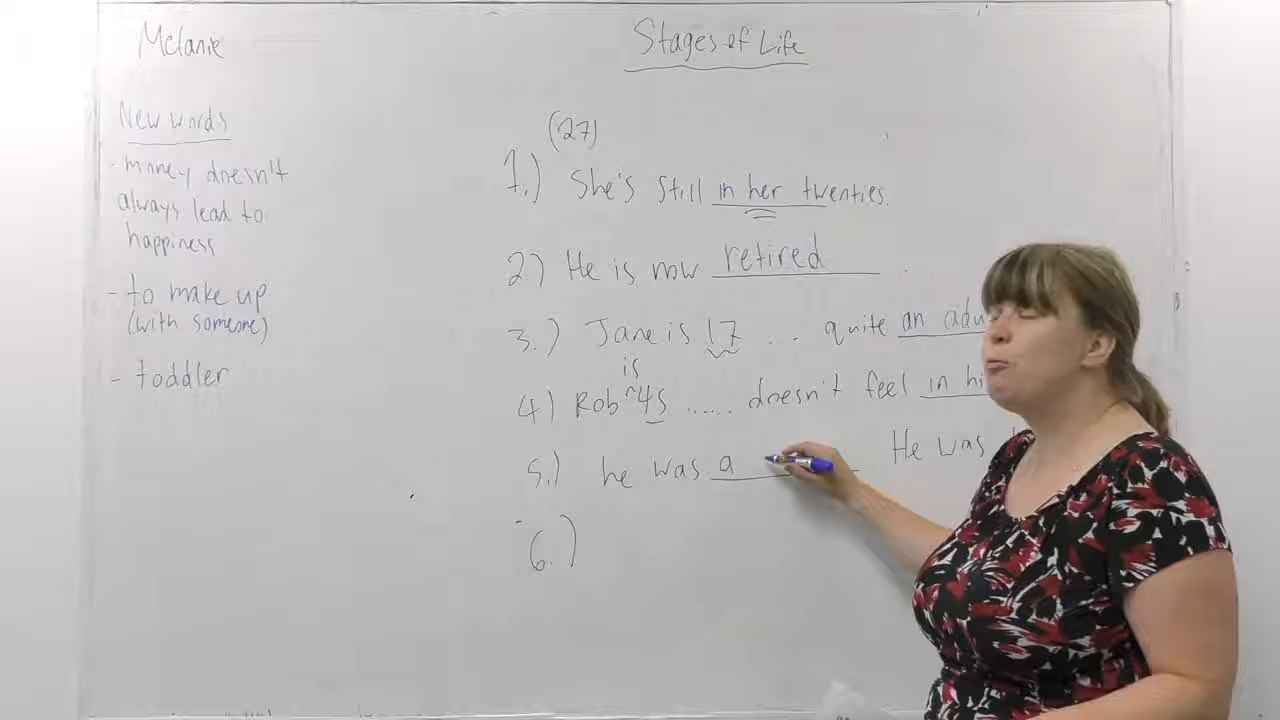 Melanie
Stages of Life
New words
- money doesn't
always lead to
happiness
- to make up
(with someone)
- toddler
(27)
1.) She's still in her twenties.
2) He is now retired.
3.) Jane is 17 ... quite an adu
is
4) Rob ^ 45 ...... doesn't feel in hi
5.) he was a . He was
6.)